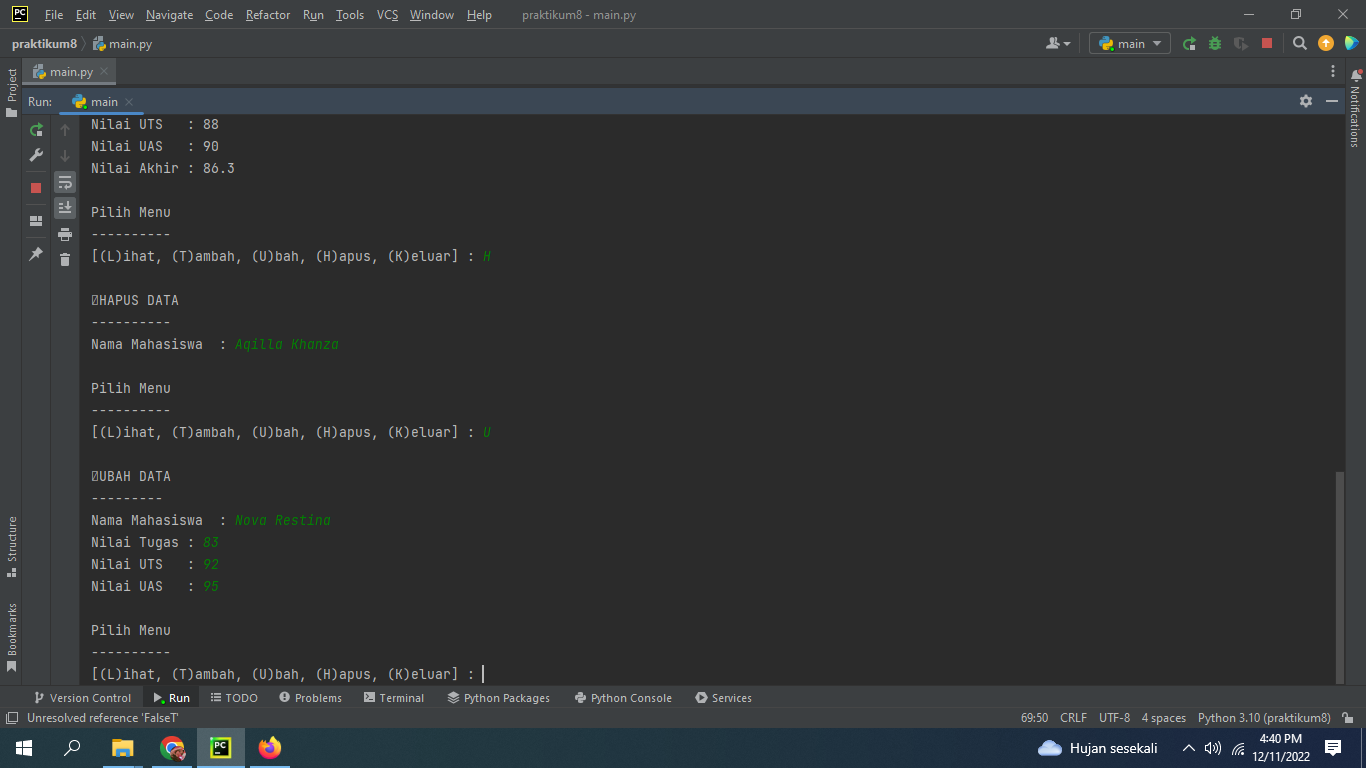 PC File Edit View Navigate Code Refactor Run Tools VCS Window Help praktikum8 - main.py
praktikum8 main.py main
main.py
Run: main
Nilai UTS   : 88
Nilai UAS   : 90
Nilai Akhir : 86.3
Pilih Menu
----------
[(L)ihat, (T)ambah, (U)bah, (H)apus, (K)eluar] : H
HAPUS DATA
----------
Nama Mahasiswa  : Aqilla Khanza
Pilih Menu
----------
[(L)ihat, (T)ambah, (U)bah, (H)apus, (K)eluar] : U
UBAH DATA
---------
Nama Mahasiswa  : Nova Restina
Nilai Tugas : 83
Nilai UTS   : 92
Nilai UAS   : 95
Pilih Menu
----------
[(L)ihat, (T)ambah, (U)bah, (H)apus, (K)eluar] :
Project
Structure
Bookmarks
Notifications
Version Control Run TODO Problems Terminal Python Packages Python Console Services
Unresolved reference 'FalseT' 69:50 CRLF UTF-8 4 spaces Python 3.10 (praktikum8)
PC Hujan sesekali 4:40 PM
12/11/2022